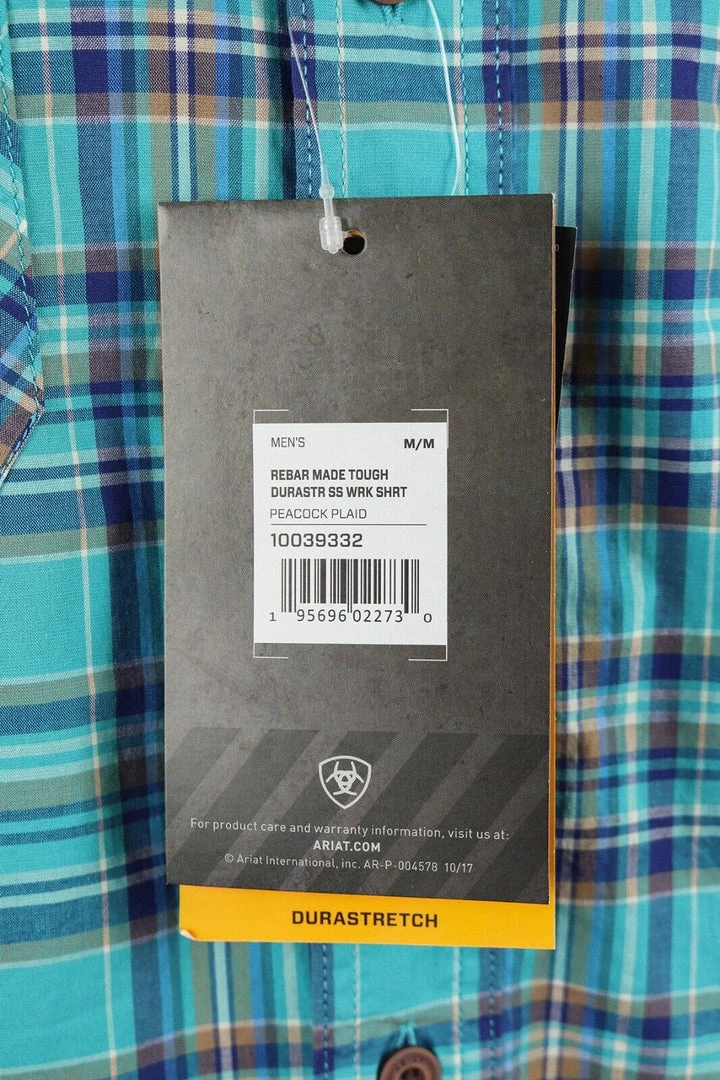 MEN'S M/M
REBAR MADE TOUGH
DURASTR SS WRK SHRT
PEACOCK PLAID
10039332
1 95696 02273 0
For product care and warranty information, visit us at:
ARIAT.COM
© Ariat International, inc. AR-P-004578 10/17
DURASTRETCH